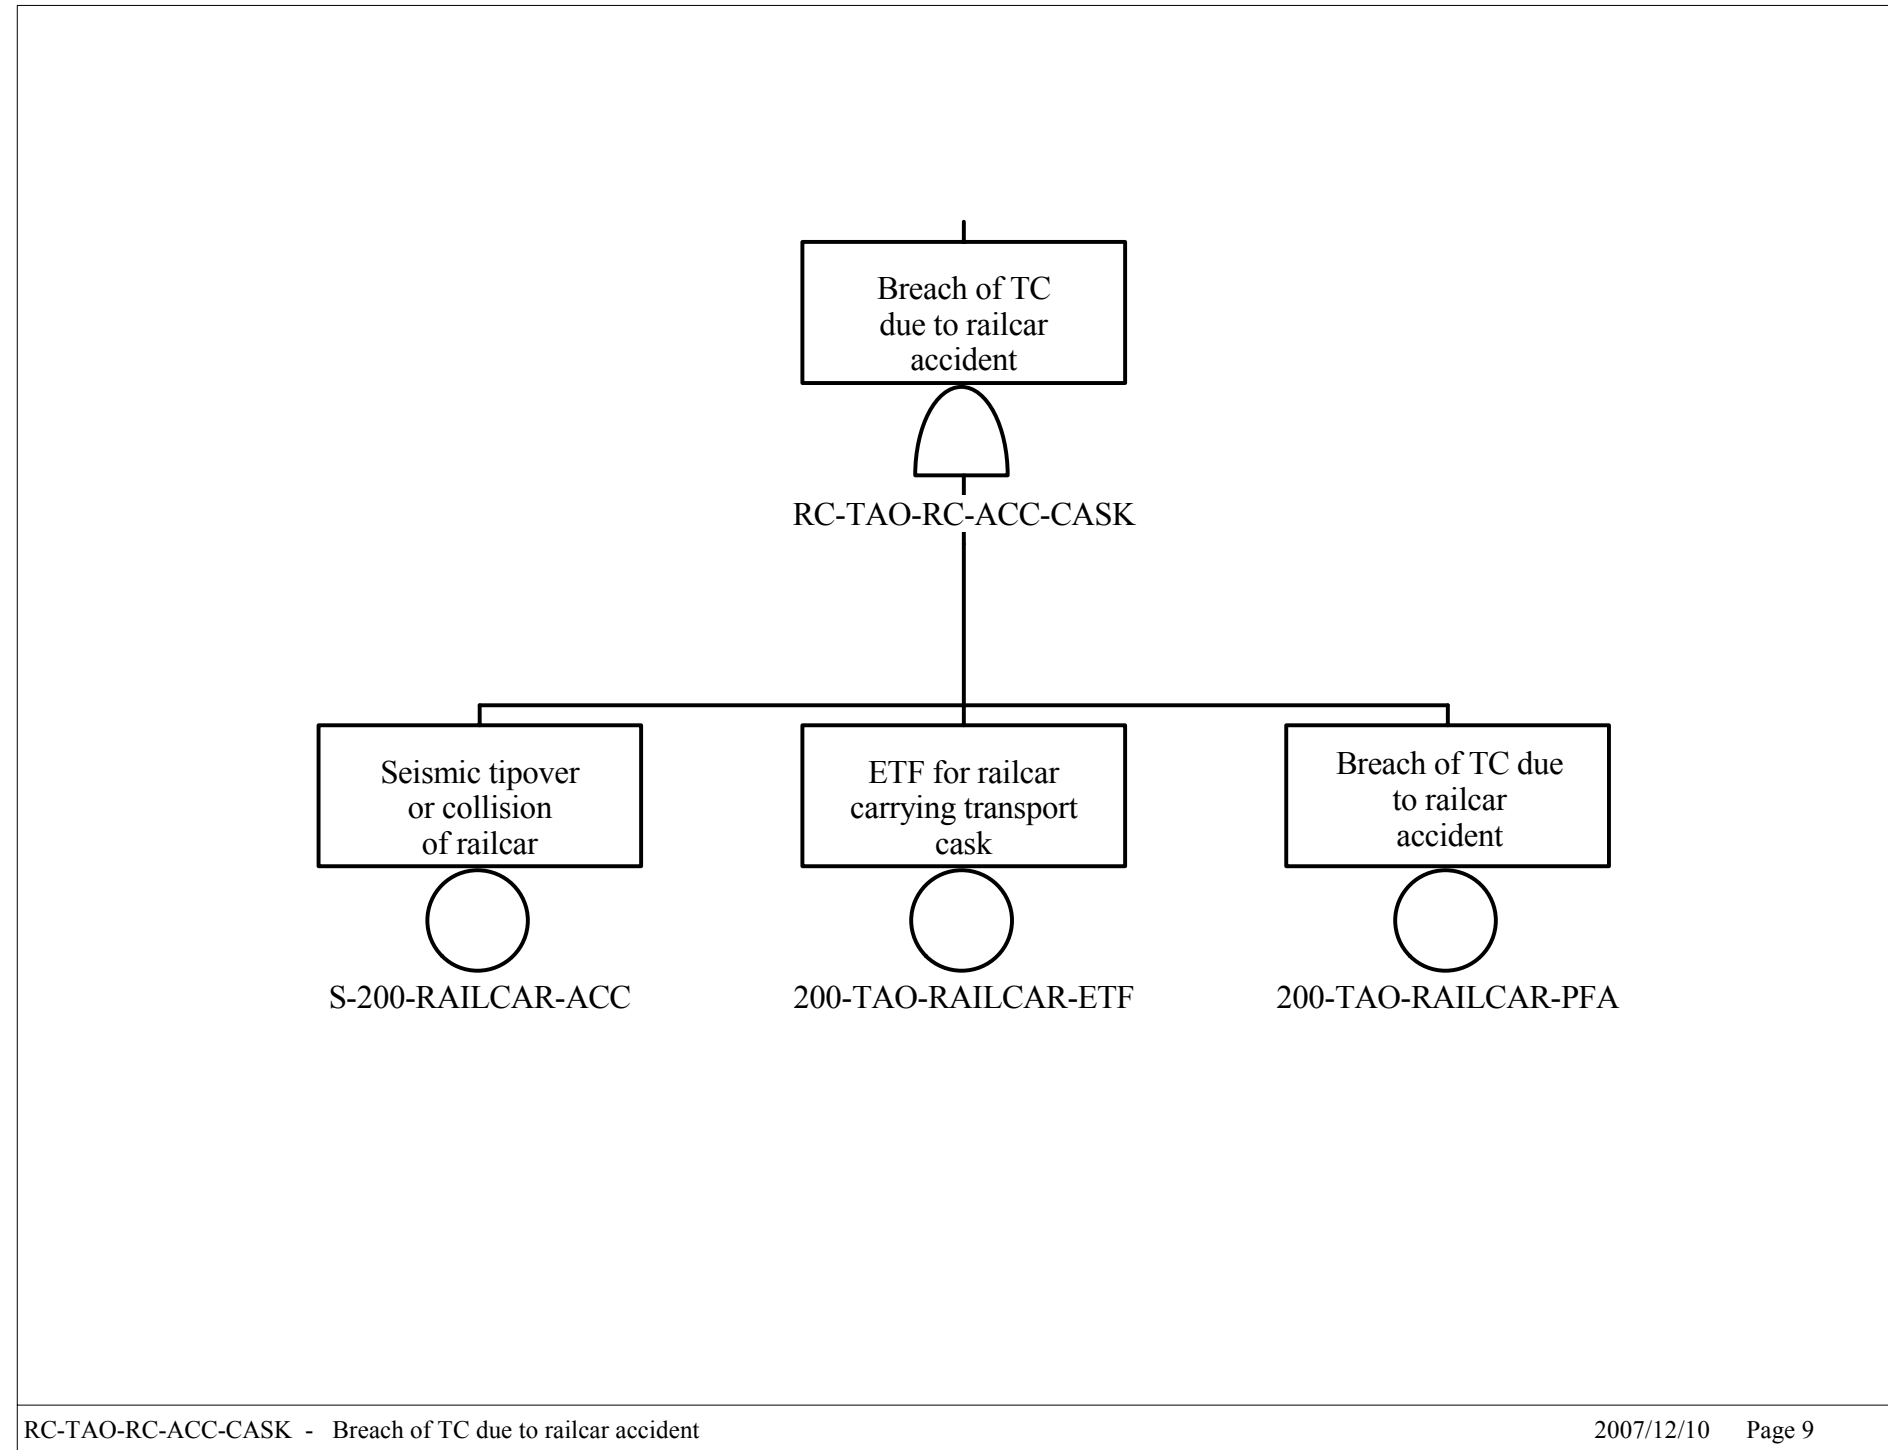 Breach of TC
due to railcar
accident
RC-TAO-RC-ACC-CASK
Seismic tipover
or collision
of railcar
S-200-RAILCAR-ACC
ETF for railcar
carrying transport
cask
200-TAO-RAILCAR-ETF
Breach of TC due
to railcar
accident
200-TAO-RAILCAR-PFA
RC-TAO-RC-ACC-CASK - Breach of TC due to railcar accident
2007/12/10 Page 9